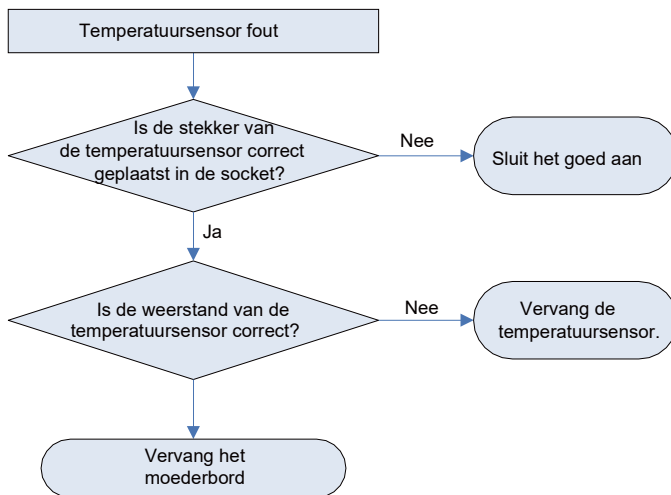 Temperatuursensor fout
Is de stekker van
de temperatuursensor correct
geplaatst in de socket?
Nee
Sluit het goed aan
Ja
Is de weerstand van de
temperatuursensor correct?
Nee
Vervang de
temperatuursensor.
Vervang het
moederbord